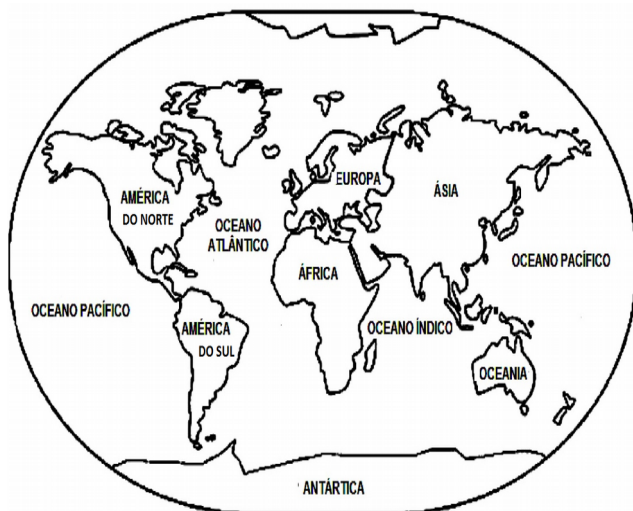 EUROPA
ÁSIA
AMÉRICA
DO NORTE
OCEANO
ATLÂNTICO
OCEANO PACÍFICO
ÁFRICA
OCEANO PACÍFICO
AMÉRICA
DO SUL
OCEANO ÍNDICO
OCEANIA
ANTÁRTICA